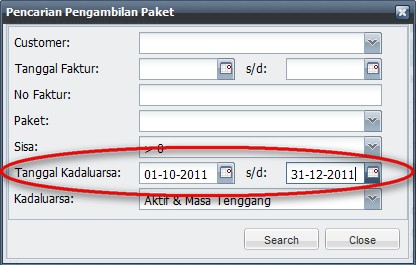 Pencarian Pengambilan Paket
Customer:
Tanggal Faktur: s/d:
No Faktur:
Paket:
Sisa: > 0
Tanggal Kadaluarsa: 01-10-2011 s/d: 31-12-2011
Kadaluarsa: Aktif & Masa Tenggang
Search Close